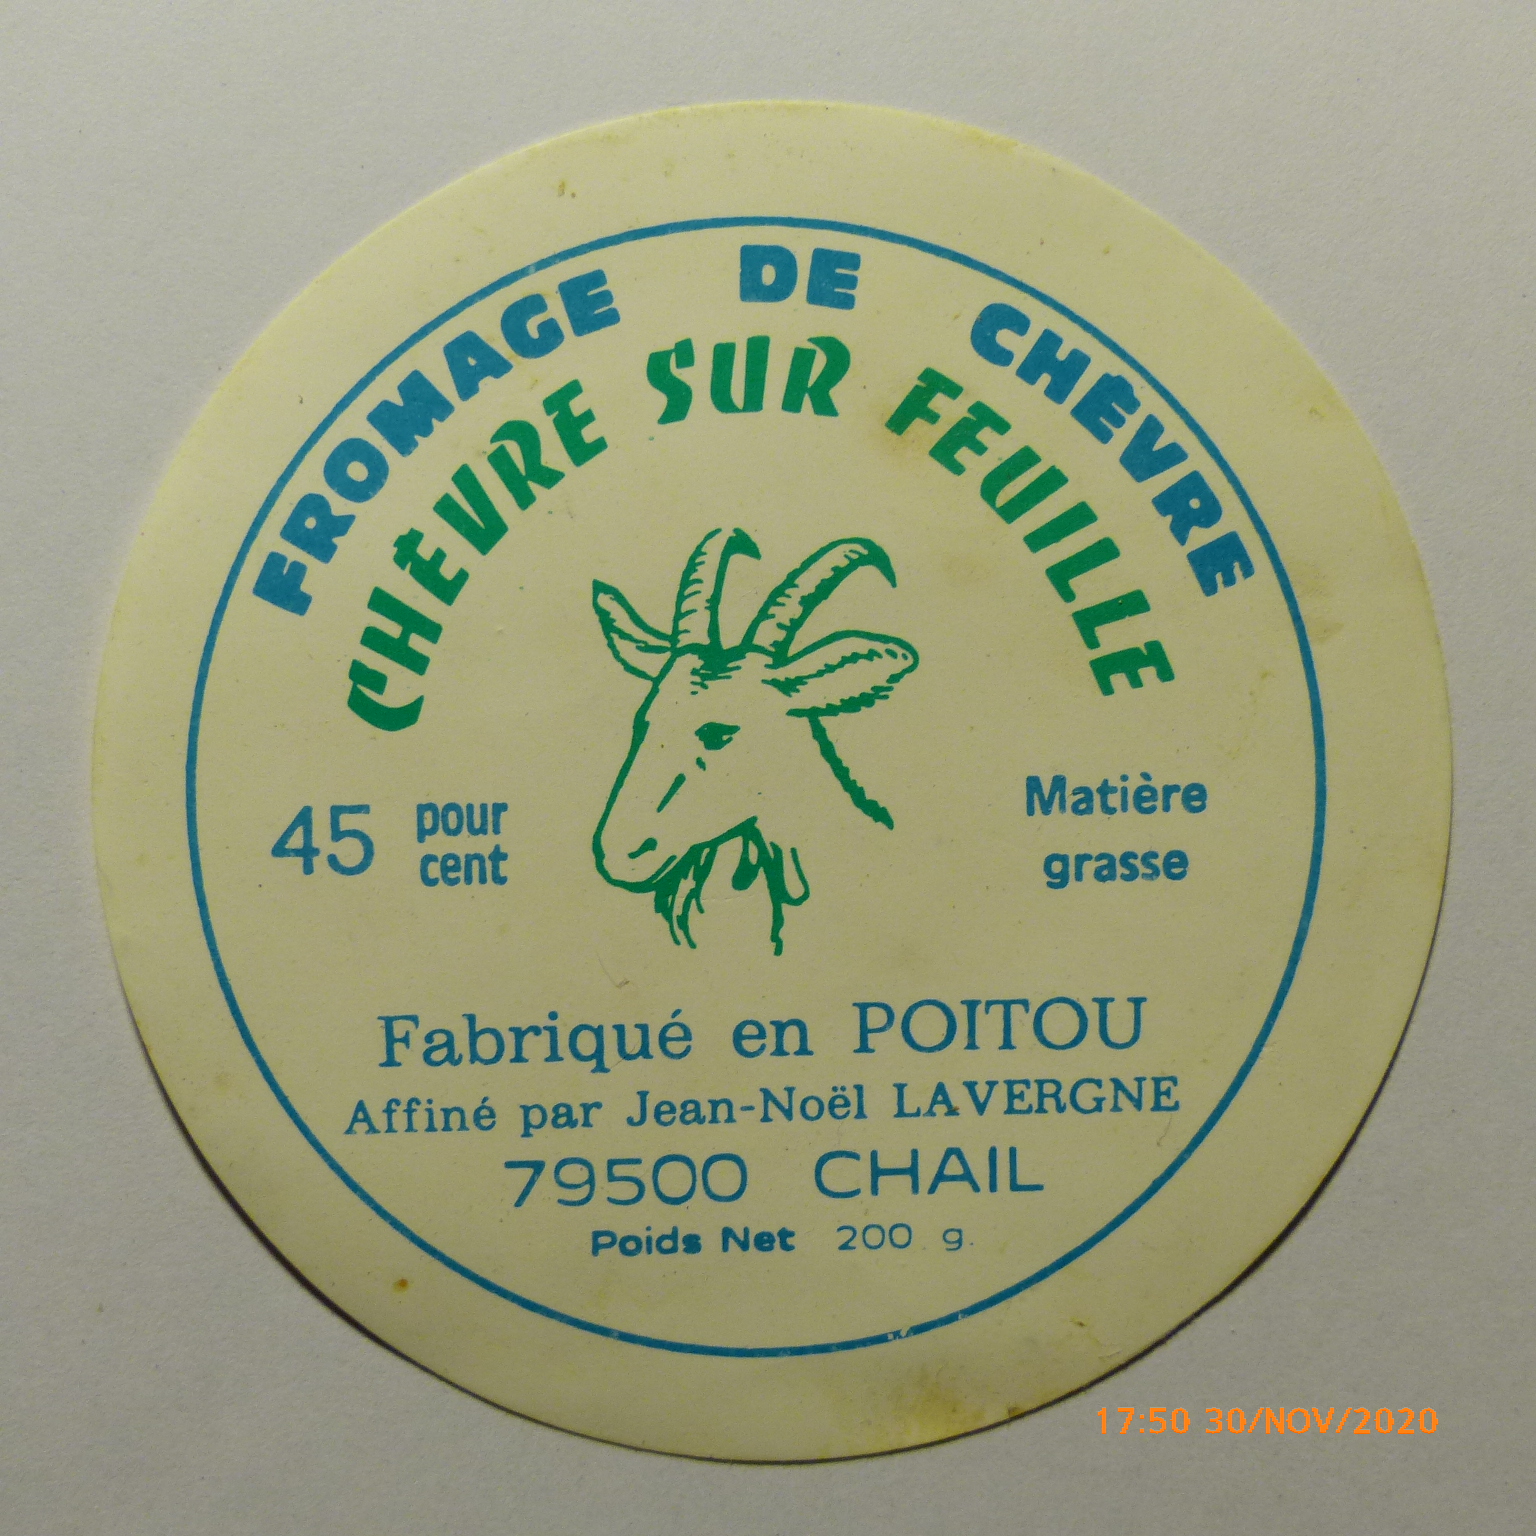 FROMAGE DE CHÈVRE
CHÈVRE SUR FEUILLE
45 pour cent
Matière grasse
Fabriqué en POITOU
Affiné par Jean-Noël LAVERGNE
79500 CHAIL
Poids Net 200 g.
17:50 30/NOV/2020